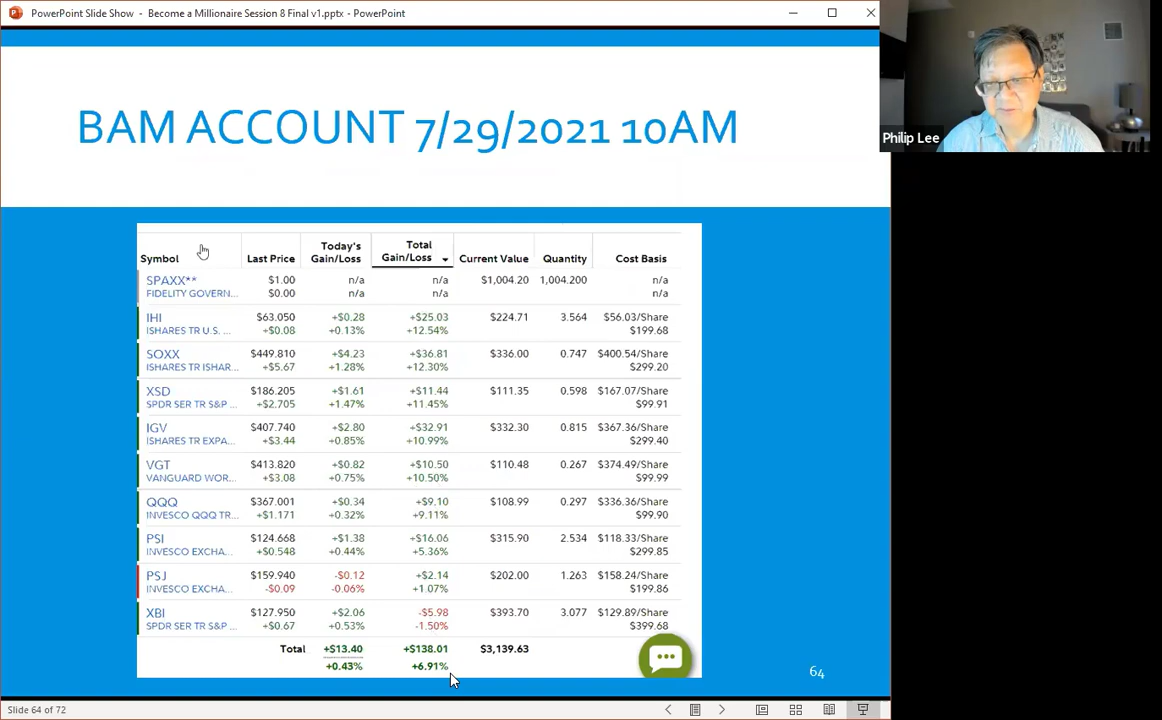 PowerPoint Slide Show - Become a Millionaire Session 8 Final v1.pptx - PowerPoint
Philip Lee
BAM ACCOUNT 7/29/2021 10AM
Symbol Last Price Today's Gain/Loss Total Gain/Loss Current Value Quantity Cost Basis
SPAXX** $1.00 n/a n/a $1,004.20 1,004.200 n/a
FIDELITY GOVERN... $0.00 n/a n/a n/a
IHI $63.050 +$0.28 +$25.03 $224.71 3.564 $56.03/Share
ISHARES TR U.S. ... +$0.08 +0.13% +12.54% $199.68
SOXX $449.810 +$4.23 +$36.81 $336.00 0.747 $400.54/Share
ISHARES TR ISHAR... +$5.67 +1.28% +12.30% $299.20
XSD $186.205 +$1.61 +$11.44 $111.35 0.598 $167.07/Share
SPDR SER TR S&P ... +$2.705 +1.47% +11.45% $99.91
IGV $407.740 +$2.80 +$32.91 $332.30 0.815 $367.36/Share
ISHARES TR EXPA... +$3.44 +0.85% +10.99% $299.40
VGT $413.820 +$0.82 +$10.50 $110.48 0.267 $374.49/Share
VANGUARD WOR... +$3.08 +0.75% +10.50% $99.99
QQQ $367.001 +$0.34 +$9.10 $108.99 0.297 $336.36/Share
INVESCO QQQ TR... +$1.171 +0.32% +9.11% $99.90
PSI $124.668 +$1.38 +$16.06 $315.90 2.534 $118.33/Share
INVESCO EXCHA... +$0.548 +0.44% +5.36% $299.85
PSJ $159.940 -$0.12 +$2.14 $202.00 1.263 $158.24/Share
INVESCO EXCHA... -$0.09 -0.06% +1.07% $199.86
XBI $127.950 +$2.06 -$5.98 $393.70 3.077 $129.89/Share
SPDR SER TR S&P ... +$0.67 +0.53% -1.50% $399.68
Total +$13.40 +$138.01 $3,139.63
+0.43% +6.91%
64
Slide 64 of 72